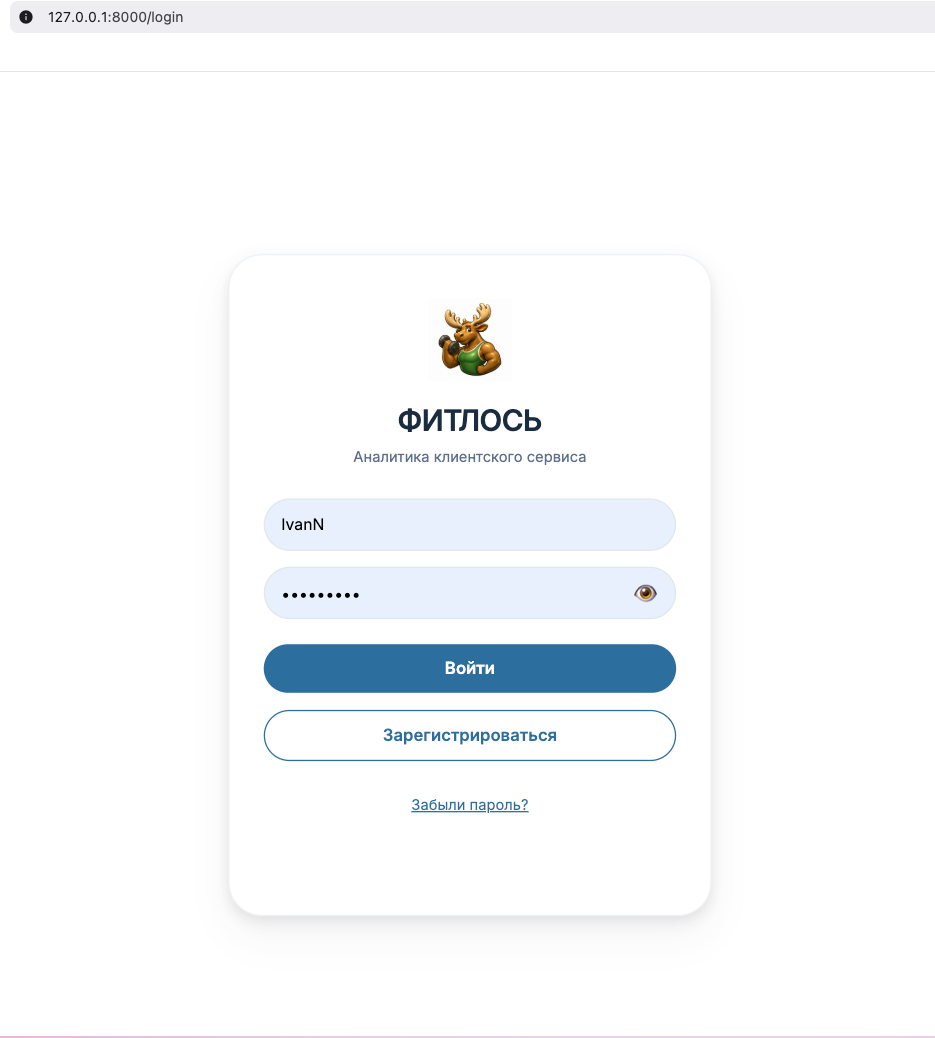 127.0.0.1:8000/login
ФИТЛОСЬ
Аналитика клиентского сервиса
IvanN
•••••••••
Войти
Зарегистрироваться
Забыли пароль?